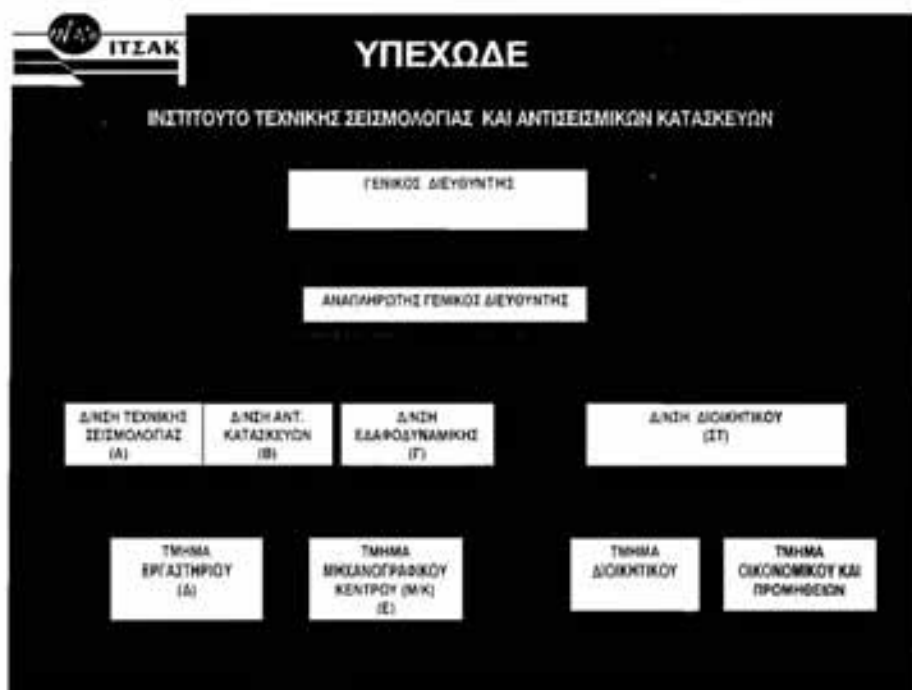 ΙΤΣΑΚ
ΥΠΕΧΩΔΕ
ΙΝΣΤΙΤΟΥΤΟ ΤΕΧΝΙΚΗΣ ΣΕΙΣΜΟΛΟΓΙΑΣ ΚΑΙ ΑΝΤΙΣΕΙΣΜΙΚΩΝ ΚΑΤΑΣΚΕΥΩΝ
ΓΕΝΙΚΟΣ ΔΙΕΥΘΥΝΤΗΣ
ΑΝΑΠΛΗΡΩΤΗΣ ΓΕΝΙΚΟΣ ΔΙΕΥΘΥΝΤΗΣ
Δ/ΝΣΗ ΤΕΧΝΙΚΗΣ
ΣΕΙΣΜΟΛΟΓΙΑΣ
(Α)
Δ/ΝΣΗ ΑΝΤ.
ΚΑΤΑΣΚΕΥΩΝ
(Β)
Δ/ΝΣΗ
ΕΔΑΦΟΔΥΝΑΜΙΚΗΣ
(Γ)
Δ/ΝΣΗ ΔΙΟΙΚΗΤΙΚΟΥ
(ΣΤ)
ΤΜΗΜΑ
ΕΡΓΑΣΤΗΡΙΟΥ
(Δ)
ΤΜΗΜΑ
ΜΗΧΑΝΟΓΡΑΦΙΚΟΥ
ΚΕΝΤΡΟΥ (Μ/Κ)
(Ε)
ΤΜΗΜΑ
ΔΙΟΙΚΗΤΙΚΟΥ
ΤΜΗΜΑ
ΟΙΚΟΝΟΜΙΚΟΥ ΚΑΙ
ΠΡΟΜΗΘΕΙΩΝ